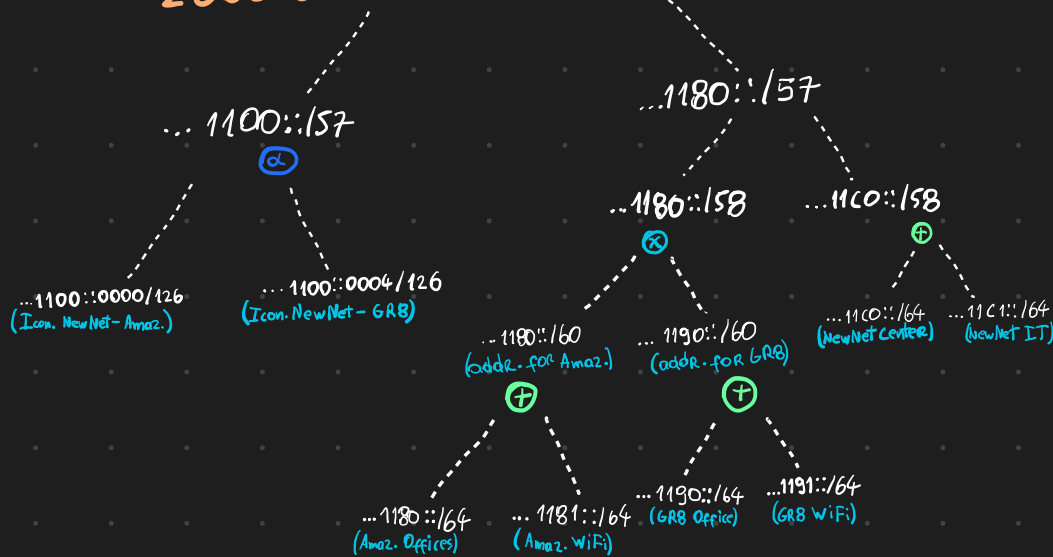 ...1180::/57
... 1100::/57
α
...1180::/58
...11C0::/58
x
+
...1100::0000/126
(Icon. NewNet-Amaz.)
...1100::0004/126
(Icon. NewNet-GR8)
...11C0::/64
(NewNet Center)
...11C1::/64
(NewNet IT)
...1180::/60
(addr. for Amaz.)
... 1190::/60
(addr. for GR8)
+
+
...1180::/64
(Amaz. Offices)
... 1181::/64
(Amaz. WiFi)
...1190::/64
(GR8 Office)
...1191::/64
(GR8 WiFi)